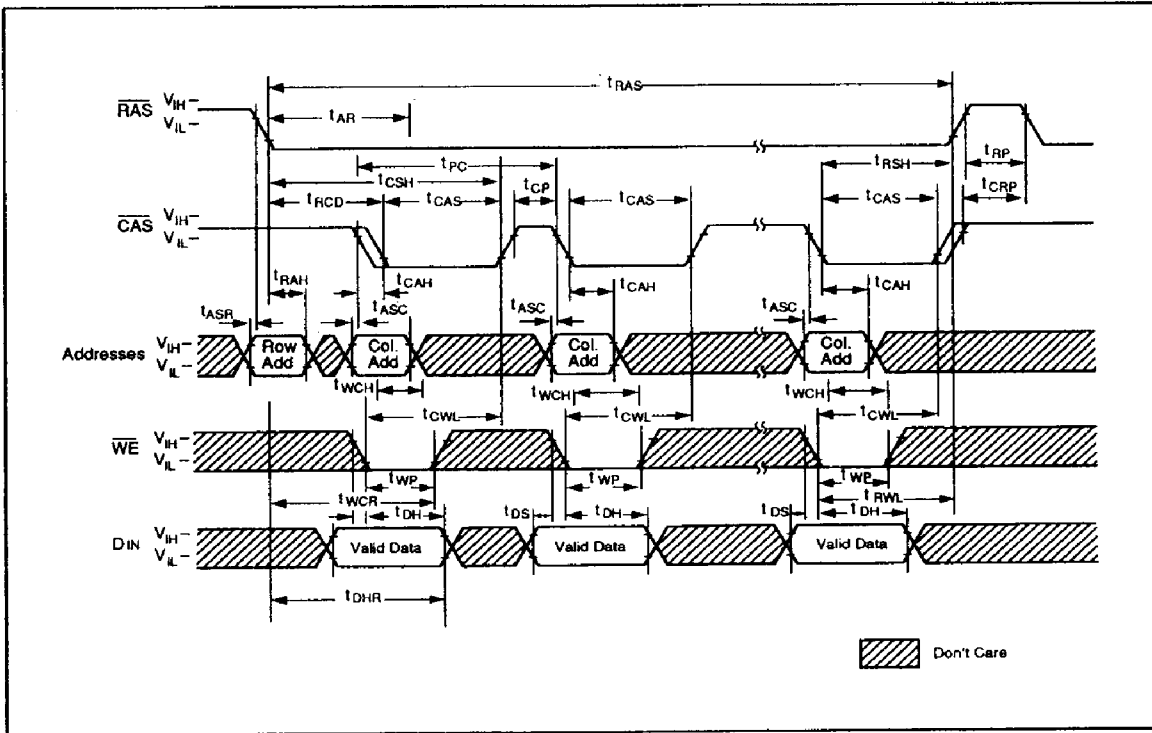 tRAS
RAS VIH–
VIL–
tAR
tPC
tRSH
tRP
tCSH
tRCD
tCAS
tCP
tCAS
tCAS
tCRP
CAS VIH–
VIL–
tRAH
tCAH
tCAH
tCAH
tASR
tASC
tASC
tASC
Addresses VIH–
VIL–
Row Add
Col. Add
Col. Add
Col. Add
tWCH
tWCH
tWCH
tCWL
tCWL
tCWL
WE VIH–
VIL–
tWP
tWP
tWP
tWCR
tRWL
tDH
tDS
tDH
tDS
tDH
DIN VIH–
VIL–
Valid Data
Valid Data
Valid Data
tDHR
Don't Care